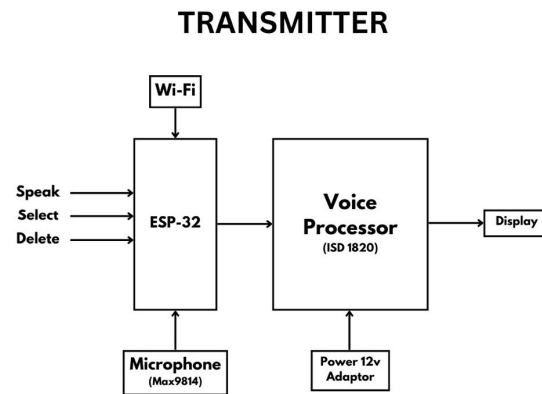 TRANSMITTER
Wi-Fi
Speak
Select
Delete
ESP-32
Voice
Processor
(ISD 1820)
Display
Microphone
(Max9814)
Power 12v
Adaptor